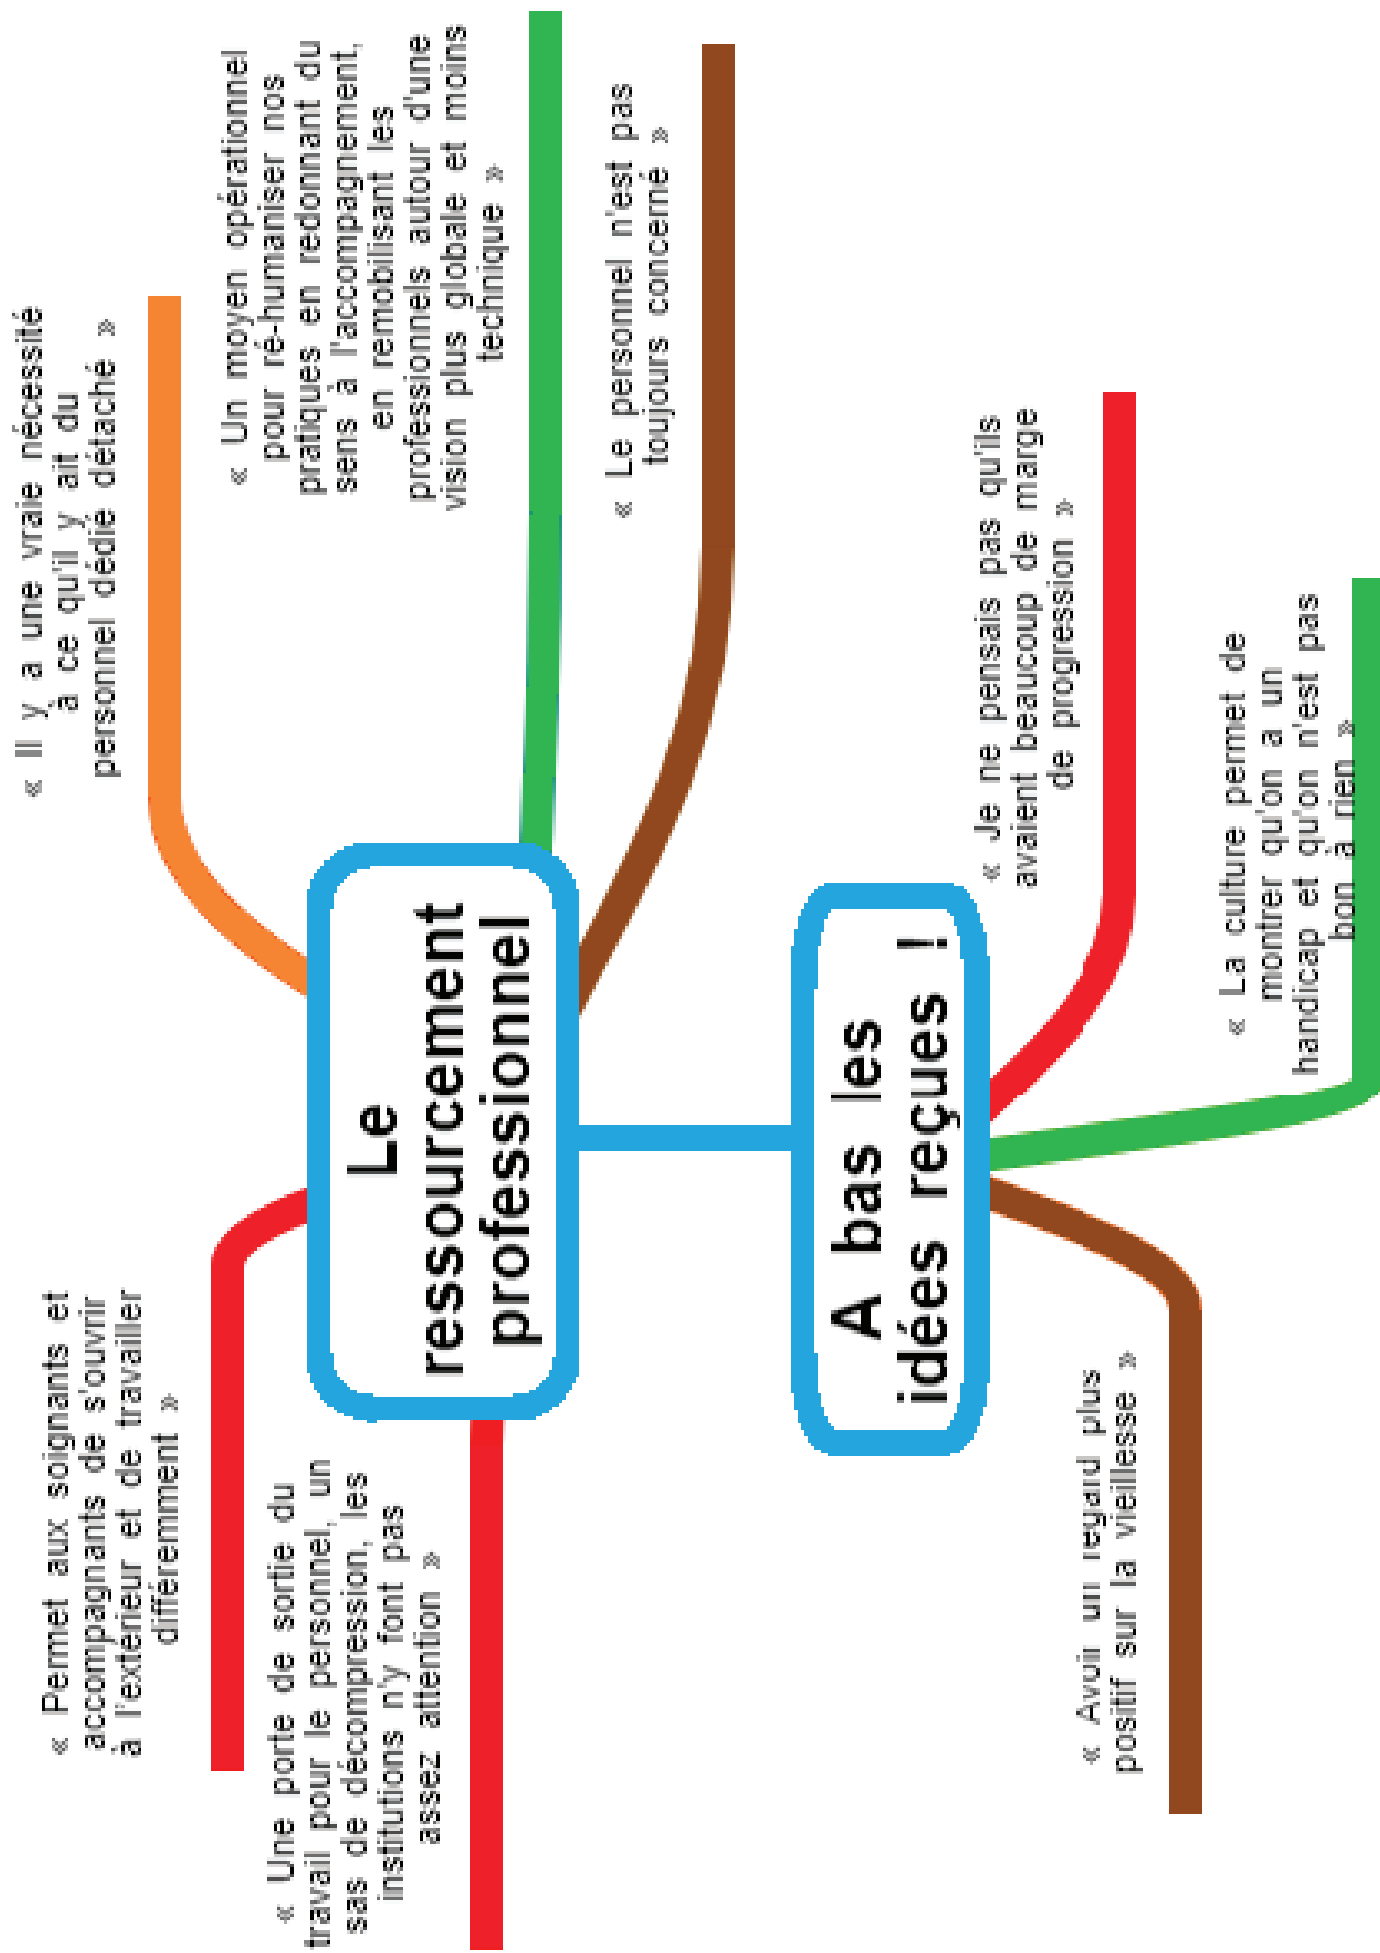 « Permet aux soignants et
accompagnants de s'ouvrir
à l'extérieur et de travailler
différemment »
« Il y a une vraie nécessité
à ce qu'il y ait du
personnel dédié détaché »
« Une porte de sortie du
travail pour le personnel, un
sas de décompression, les
institutions n'y font pas
assez attention »
Le
ressourcement
professionnel
« Un moyen opérationnel
pour ré-humaniser nos
pratiques en redonnant du
sens à l'accompagnement,
en remobilisant les
professionnels autour d'une
vision plus globale et moins
technique »
« Le personnel n'est pas
toujours concerné »
A bas les
idées reçues !
« Je ne pensais pas qu'ils
avaient beaucoup de marge
de progression »
« Avoir un regard plus
positif sur la vieillesse »
« La culture permet de
montrer qu'on a un
handicap et qu'on n'est pas
bon à rien »